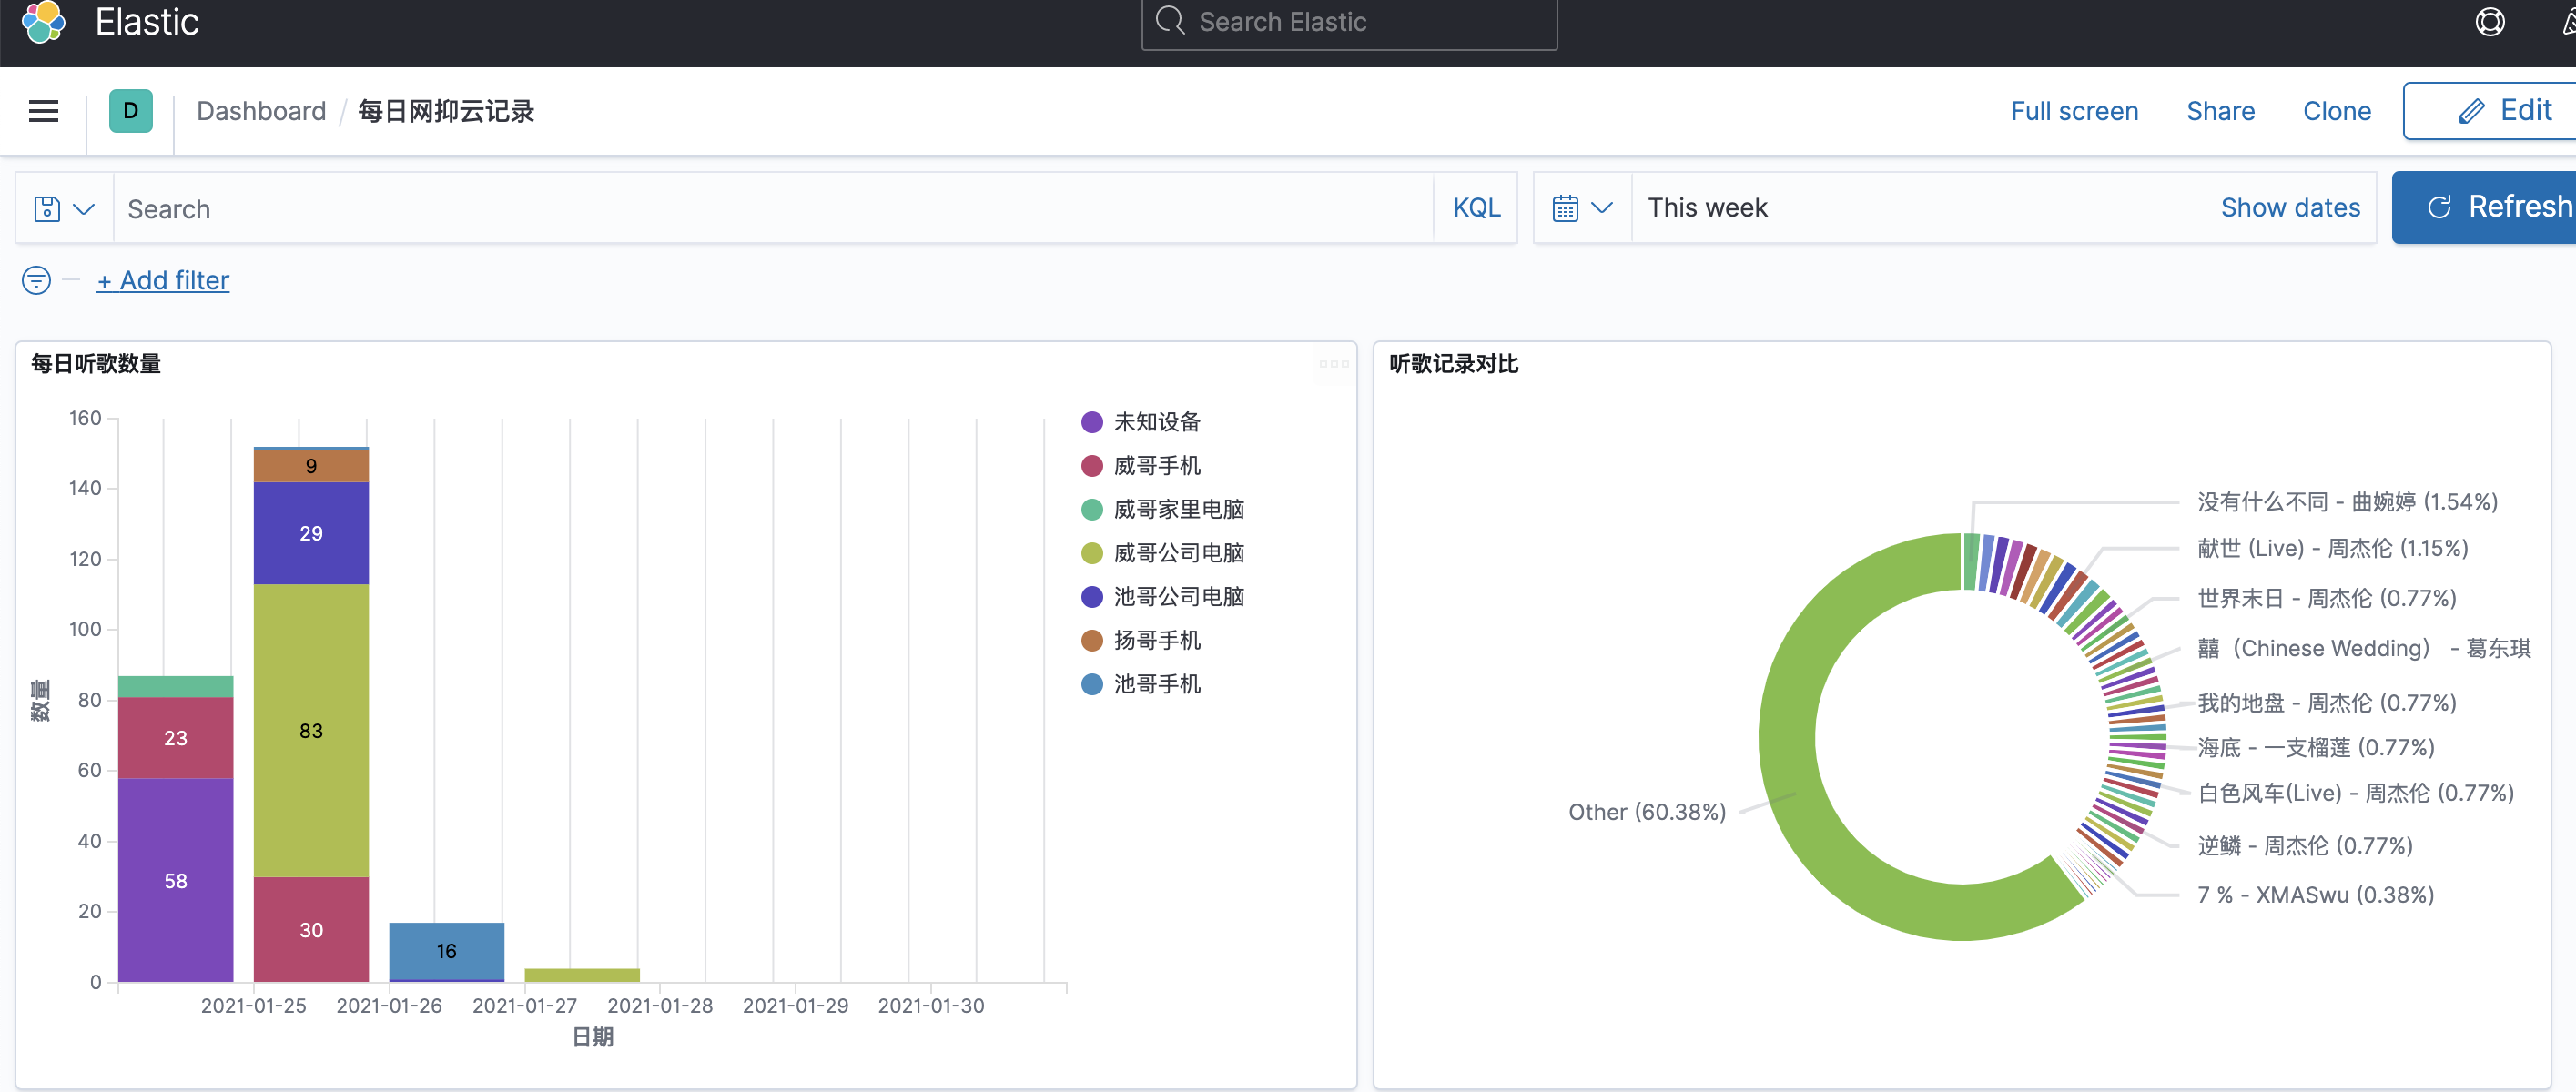 Elastic
Search Elastic
D
Dashboard / 每日网抑云记录
Full screen
Share
Clone
Edit
Search
KQL
This week
Show dates
Refresh
+ Add filter
每日听歌数量
160
140
120
100
80
60
40
20
0
数量
58
23
30
83
29
9
16
2021-01-25
2021-01-26
2021-01-27
2021-01-28
2021-01-29
2021-01-30
日期
未知设备
威哥手机
威哥家里电脑
威哥公司电脑
池哥公司电脑
扬哥手机
池哥手机
听歌记录对比
没有什么不同 - 曲婉婷 (1.54%)
献世 (Live) - 周杰伦 (1.15%)
世界末日 - 周杰伦 (0.77%)
囍（Chinese Wedding） - 葛东琪
我的地盘 - 周杰伦 (0.77%)
海底 - 一支榴莲 (0.77%)
白色风车(Live) - 周杰伦 (0.77%)
逆鳞 - 周杰伦 (0.77%)
7 % - XMASwu (0.38%)
Other (60.38%)